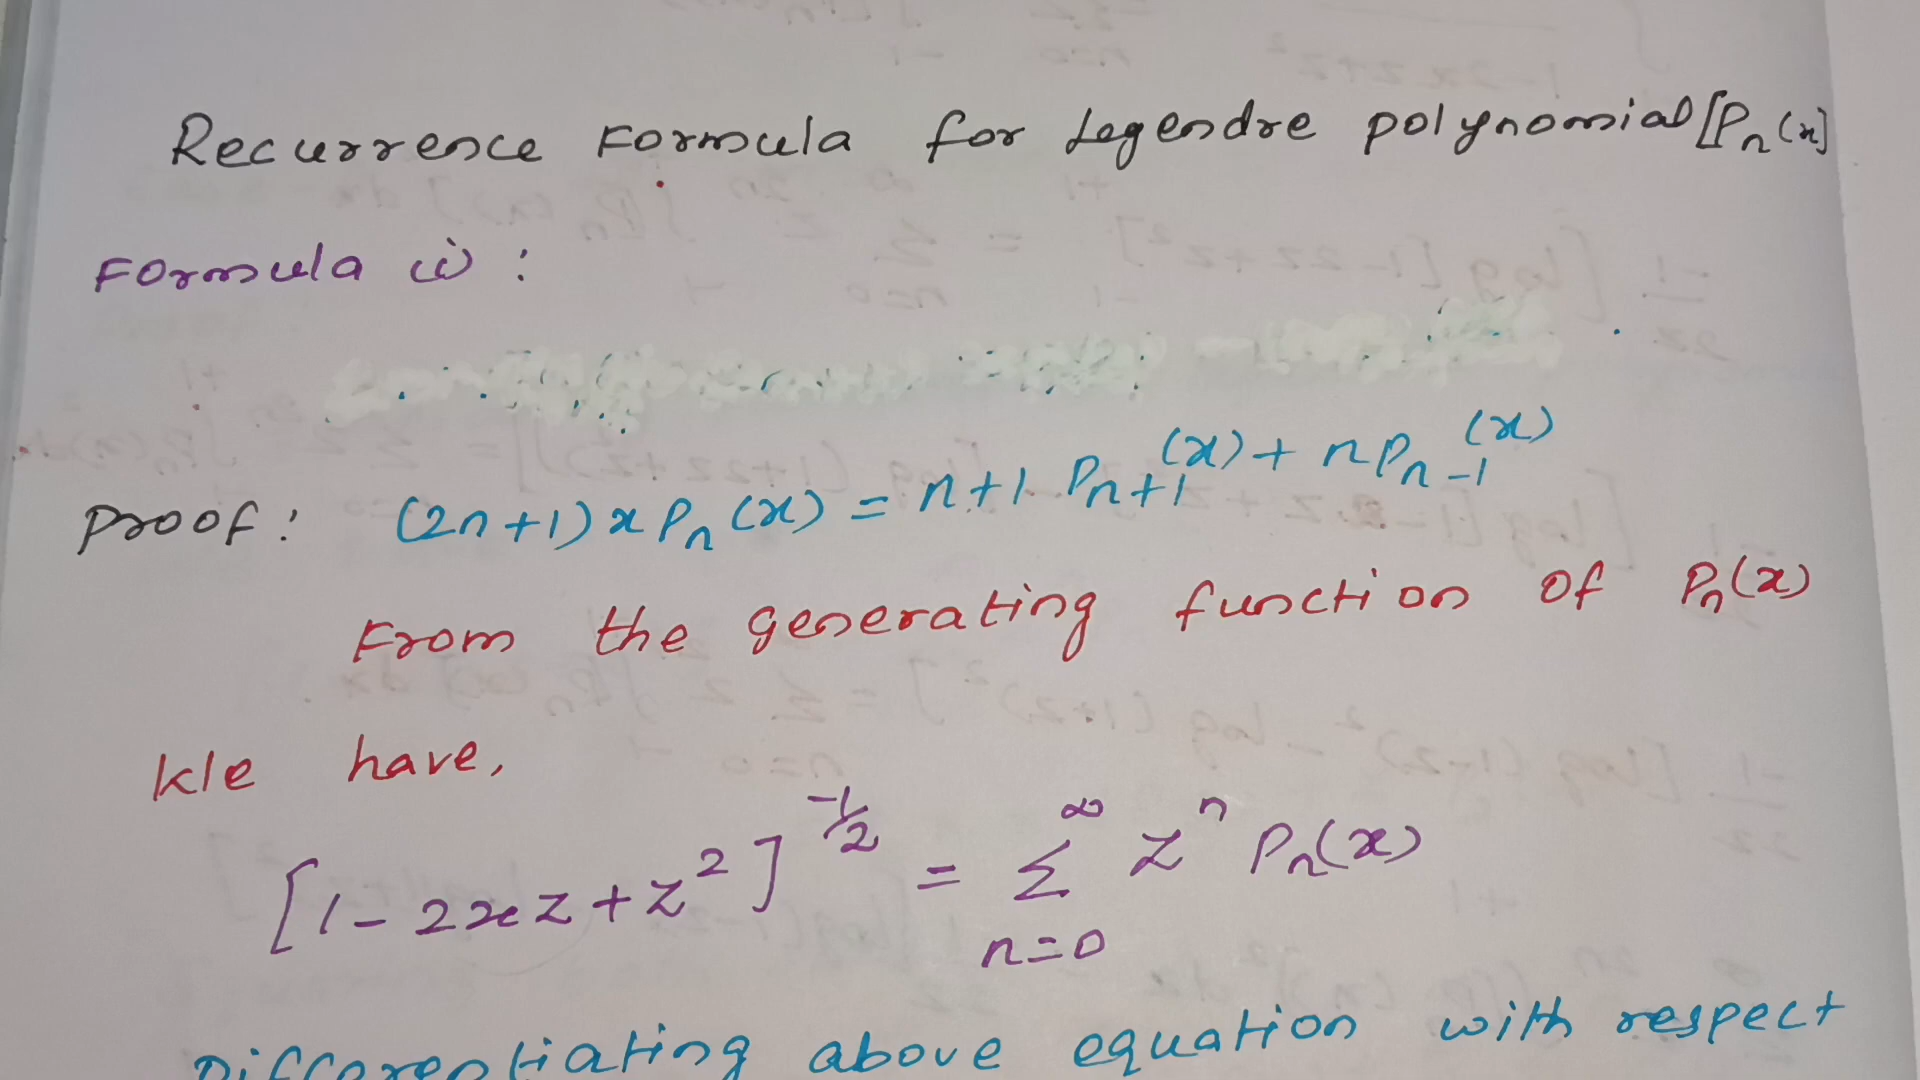 Recurrence Formula for Legendre polynomial [Pn(x]
Formula (i) :
Proof: (2n+1) x Pn (x) = n+1 Pn+1 (x) + n Pn-1 (x)
From the generating function of Pn(x)
We have,
[1-2xz+z²]^-1/2 = ∞ Σ n=0 zⁿ Pn(x)
Differentiating above equation with respect